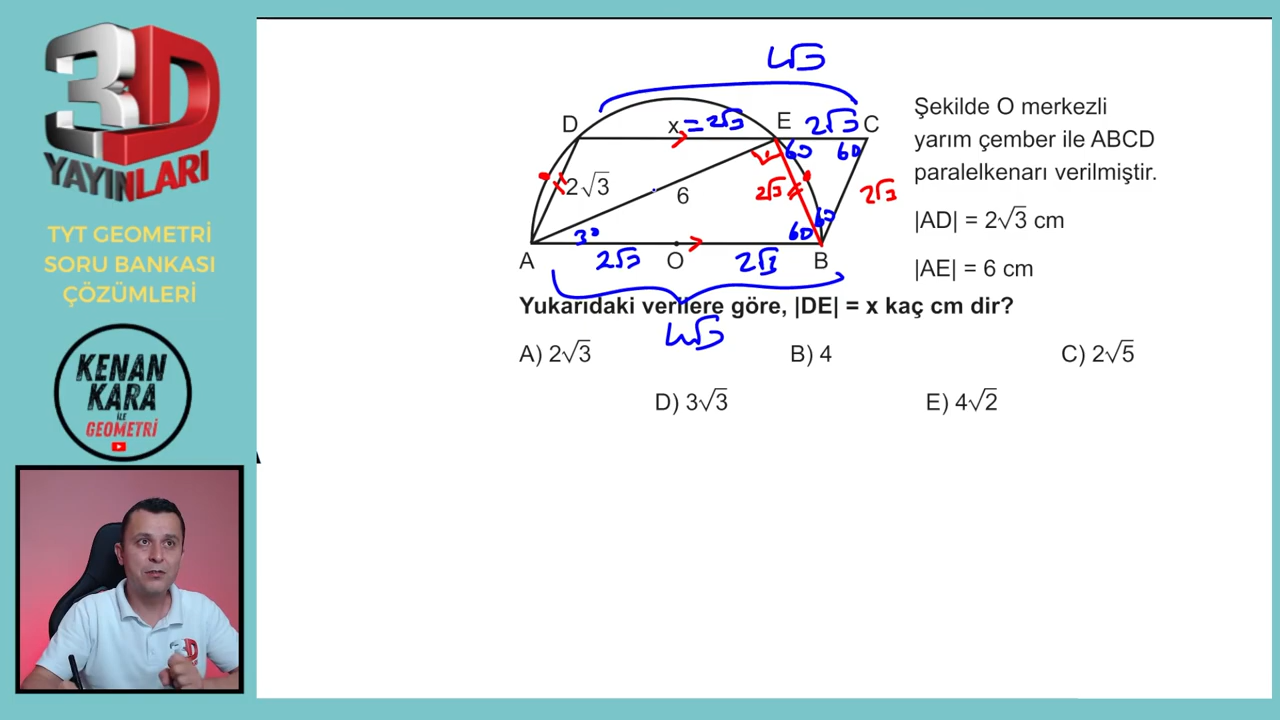 3D
YAYINLARI
TYT GEOMETRİ
SORU BANKASI
ÇÖZÜMLERİ
KENAN
KARA
İLE
GEOMETRİ
3D
4√3
D
x
=2√3
E
2√3
C
60
60
2√3
6
2√3
2√3
30
60
60
A
2√3
O
2√3
B
4√3
Şekilde O merkezli
yarım çember ile ABCD
paralelkenarı verilmiştir.
|AD| = 2√3 cm
|AE| = 6 cm
Yukarıdaki verilere göre, |DE| = x kaç cm dir?
A) 2√3
B) 4
C) 2√5
D) 3√3
E) 4√2